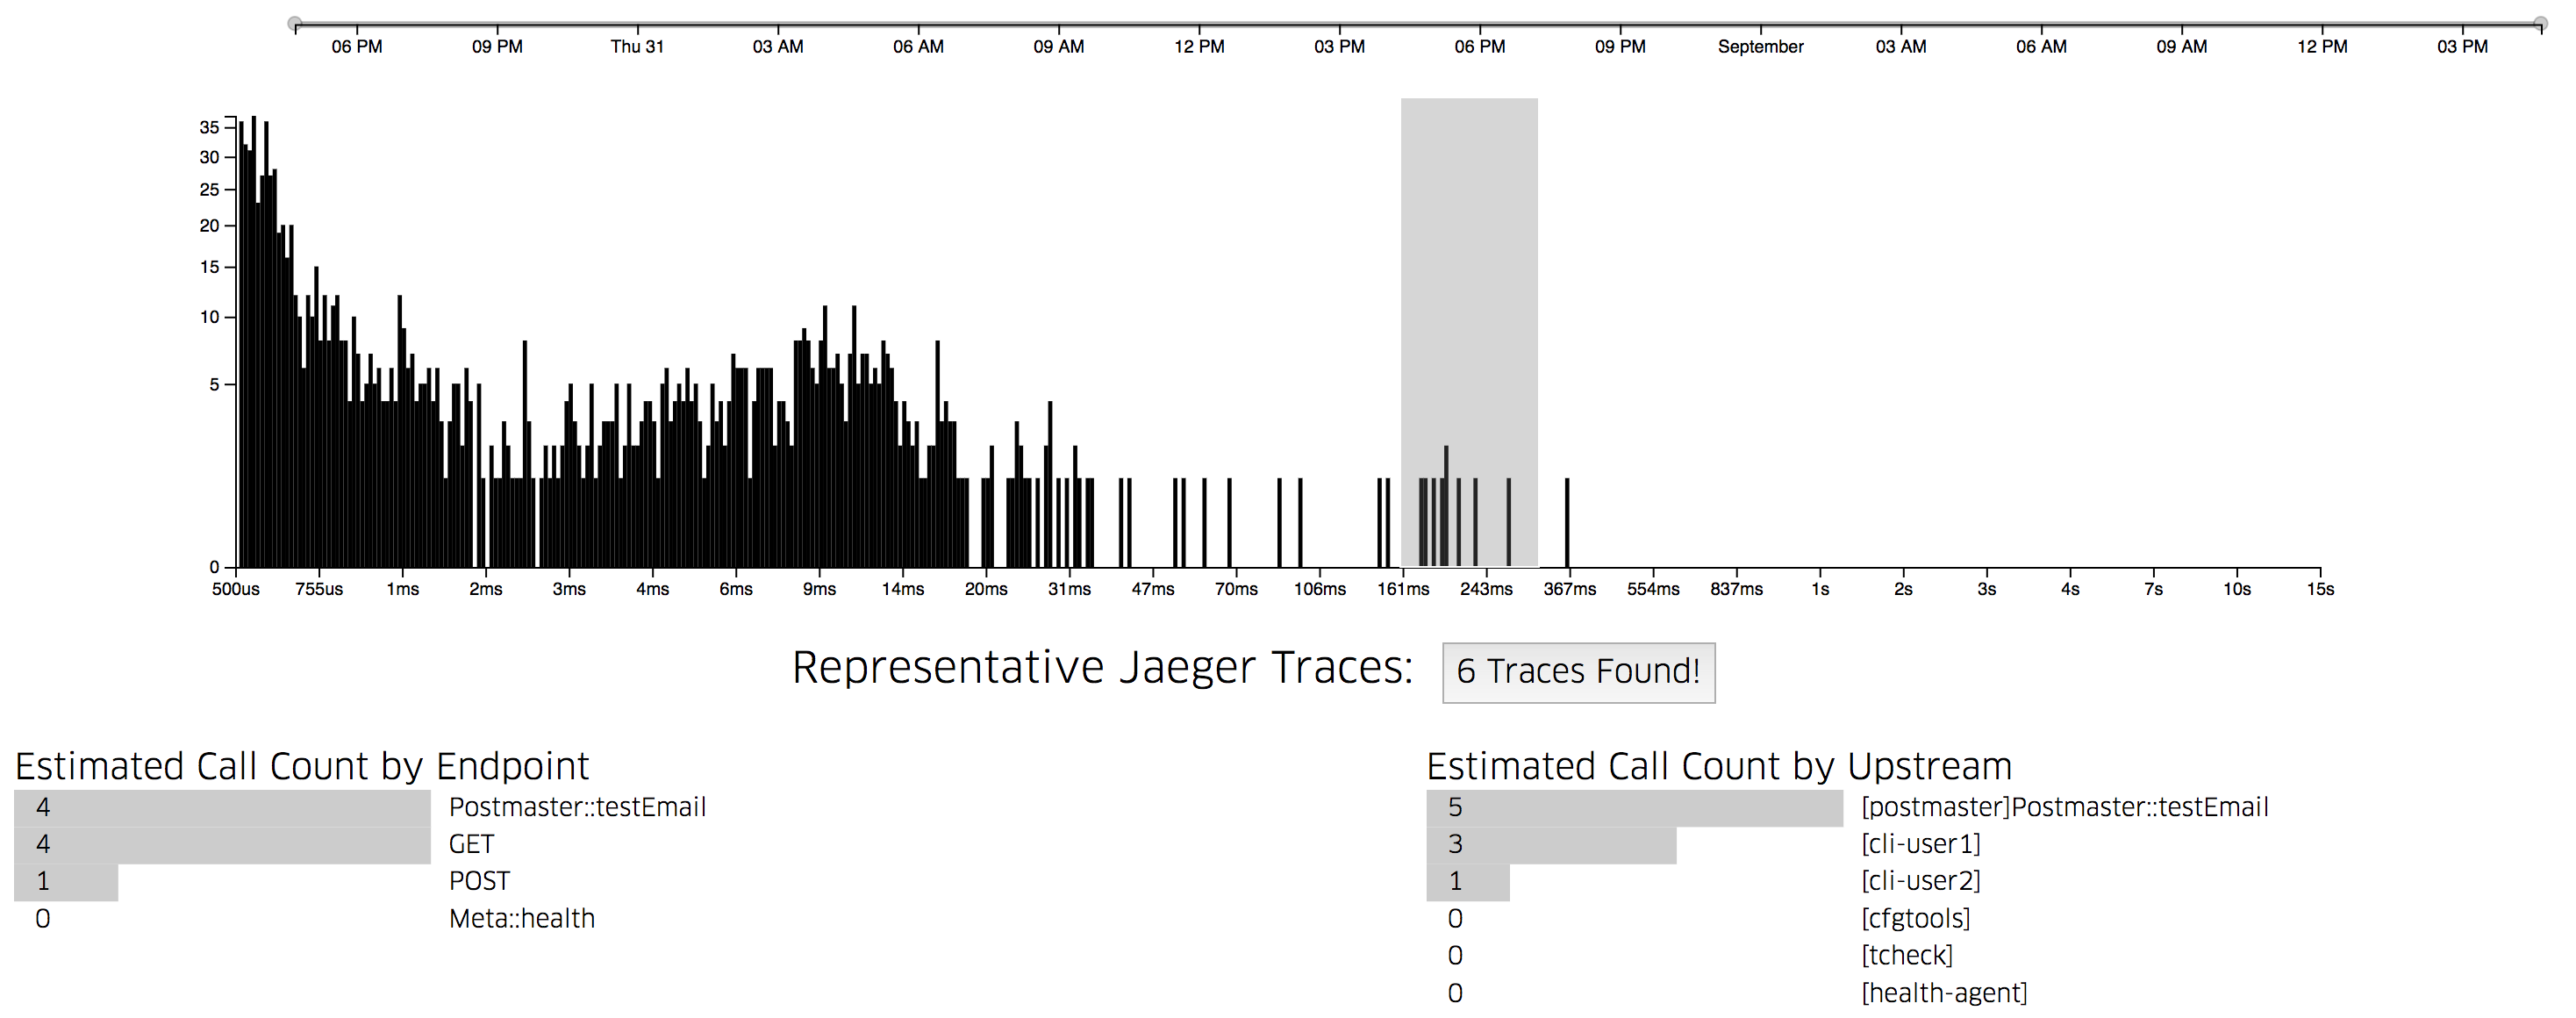 06 PM 09 PM Thu 31 03 AM 06 AM 09 AM 12 PM 03 PM 06 PM 09 PM September 03 AM 06 AM 09 AM 12 PM 03 PM
35
30
25
20
15
10
5
0
500us 755us 1ms 2ms 3ms 4ms 6ms 9ms 14ms 20ms 31ms 47ms 70ms 106ms 161ms 243ms 367ms 554ms 837ms 1s 2s 3s 4s 7s 10s 15s
Representative Jaeger Traces: 6 Traces Found!
Estimated Call Count by Endpoint
4 Postmaster::testEmail
4 GET
1 POST
0 Meta::health
Estimated Call Count by Upstream
5 [postmaster]Postmaster::testEmail
3 [cli-user1]
1 [cli-user2]
0 [cfgtools]
0 [tcheck]
0 [health-agent]